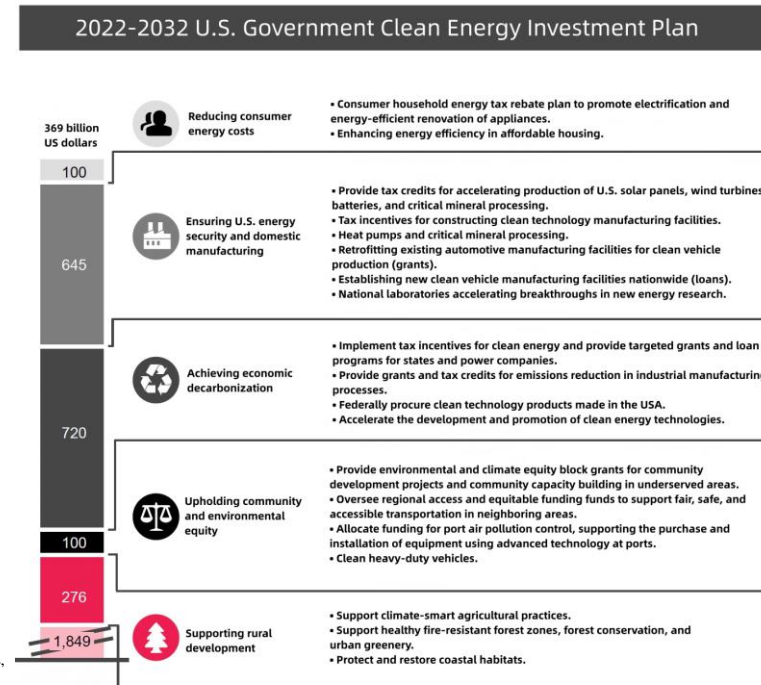 2022-2032 U.S. Government Clean Energy Investment Plan
369 billion
US dollars
100
645
720
100
276
1,849
Reducing consumer
energy costs
• Consumer household energy tax rebate plan to promote electrification and
energy-efficient renovation of appliances.
• Enhancing energy efficiency in affordable housing.
Ensuring U.S. energy
security and domestic
manufacturing
• Provide tax credits for accelerating production of U.S. solar panels, wind turbines
batteries, and critical mineral processing.
• Tax incentives for constructing clean technology manufacturing facilities.
• Heat pumps and critical mineral processing.
• Retrofitting existing automotive manufacturing facilities for clean vehicle
production (grants).
• Establishing new clean vehicle manufacturing facilities nationwide (loans).
• National laboratories accelerating breakthroughs in new energy research.
Achieving economic
decarbonization
• Implement tax incentives for clean energy and provide targeted grants and loan
programs for states and power companies.
• Provide grants and tax credits for emissions reduction in industrial manufacturing
processes.
• Federally procure clean technology products made in the USA.
• Accelerate the development and promotion of clean energy technologies.
Upholding community
and environmental
equity
• Provide environmental and climate equity block grants for community
development projects and community capacity building in underserved areas.
• Oversee regional access and equitable funding funds to support fair, safe, and
accessible transportation in neighboring areas.
• Allocate funding for port air pollution control, supporting the purchase and
installation of equipment using advanced technology at ports.
• Clean heavy-duty vehicles.
Supporting rural
development
• Support climate-smart agricultural practices.
• Support healthy fire-resistant forest zones, forest conservation, and
urban greenery.
• Protect and restore coastal habitats.